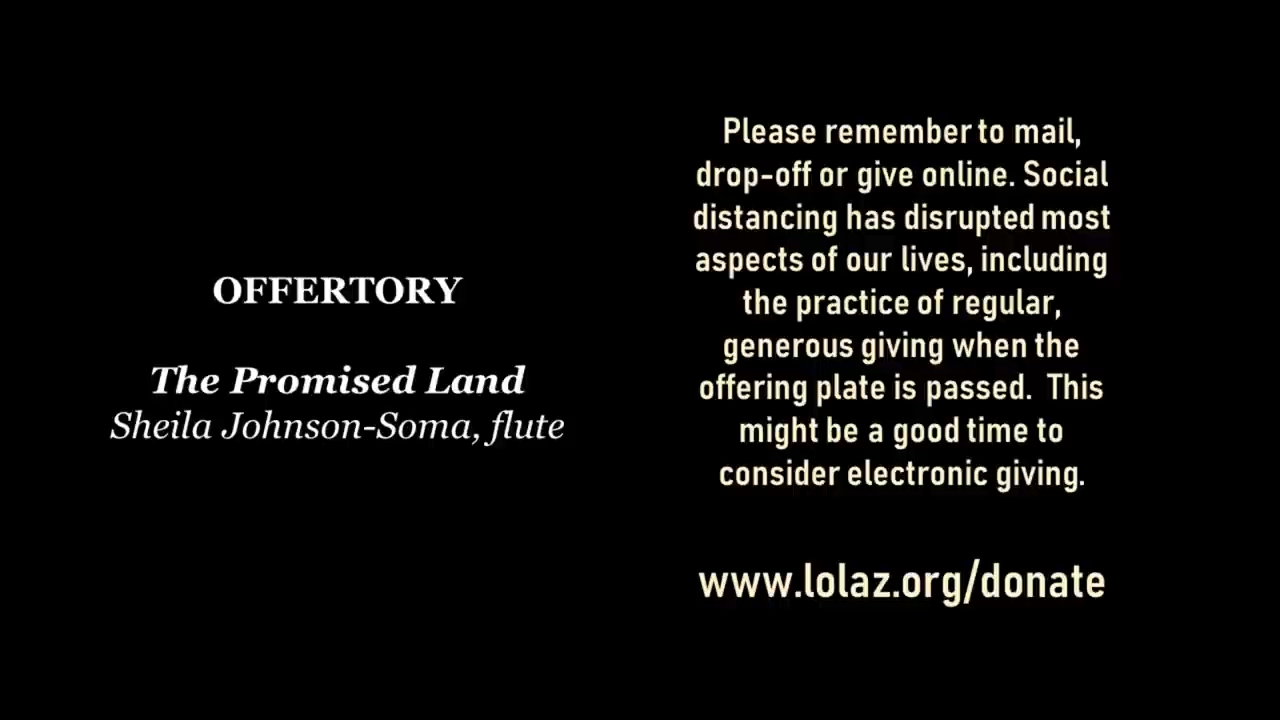 OFFERTORY
The Promised Land
Sheila Johnson-Soma, flute
Please remember to mail,
drop-off or give online. Social
distancing has disrupted most
aspects of our lives, including
the practice of regular,
generous giving when the
offering plate is passed.  This
might be a good time to
consider electronic giving.
www.lolaz.org/donate